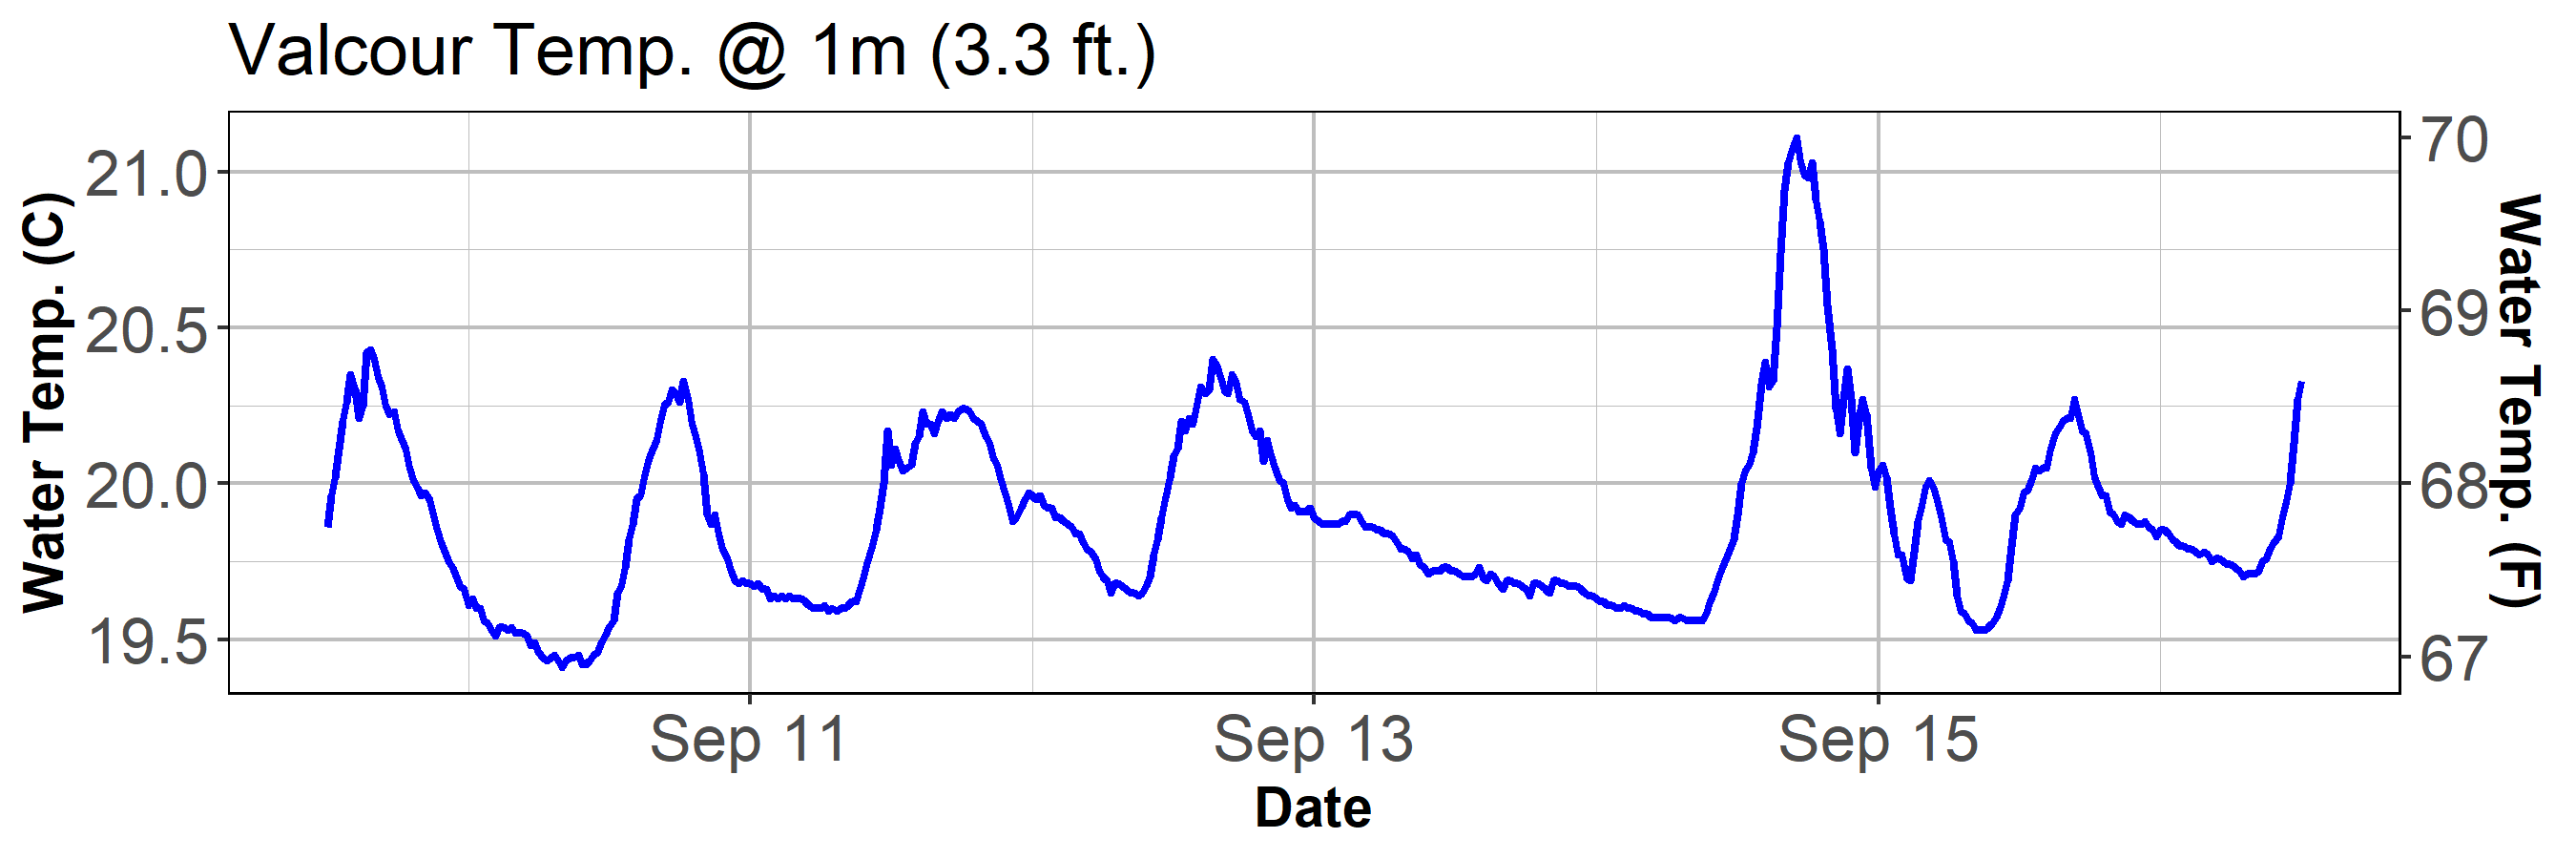 Valcour Temp. @ 1m (3.3 ft.)
Water Temp. (C)
21.0
20.5
20.0
19.5
70
69
68
67
Water Temp. (F)
Sep 11
Sep 13
Sep 15
Date